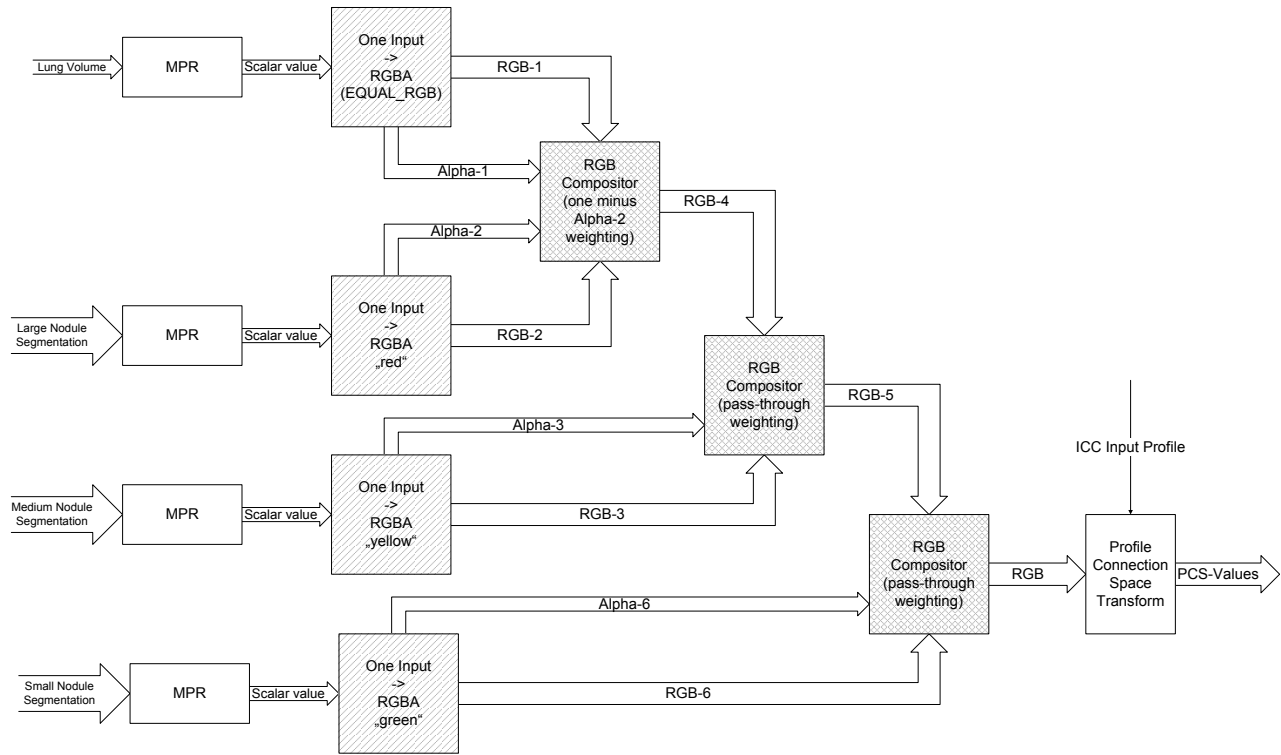 Lung Volume
MPR
Scalar value
One Input
->
RGBA
(EQUAL_RGB)
RGB-1
Alpha-1
RGB
Compositor
(one minus
Alpha-2
weighting)
RGB-4
Alpha-2
Large Nodule
Segmentation
MPR
Scalar value
One Input
->
RGBA
„red“
RGB-2
RGB
Compositor
(pass-through
weighting)
RGB-5
Alpha-3
Medium Nodule
Segmentation
MPR
Scalar value
One Input
->
RGBA
„yellow“
RGB-3
ICC Input Profile
RGB
Compositor
(pass-through
weighting)
RGB
Profile
Connection
Space
Transform
PCS-Values
Alpha-6
Small Nodule
Segmentation
MPR
Scalar value
One Input
->
RGBA
„green“
RGB-6